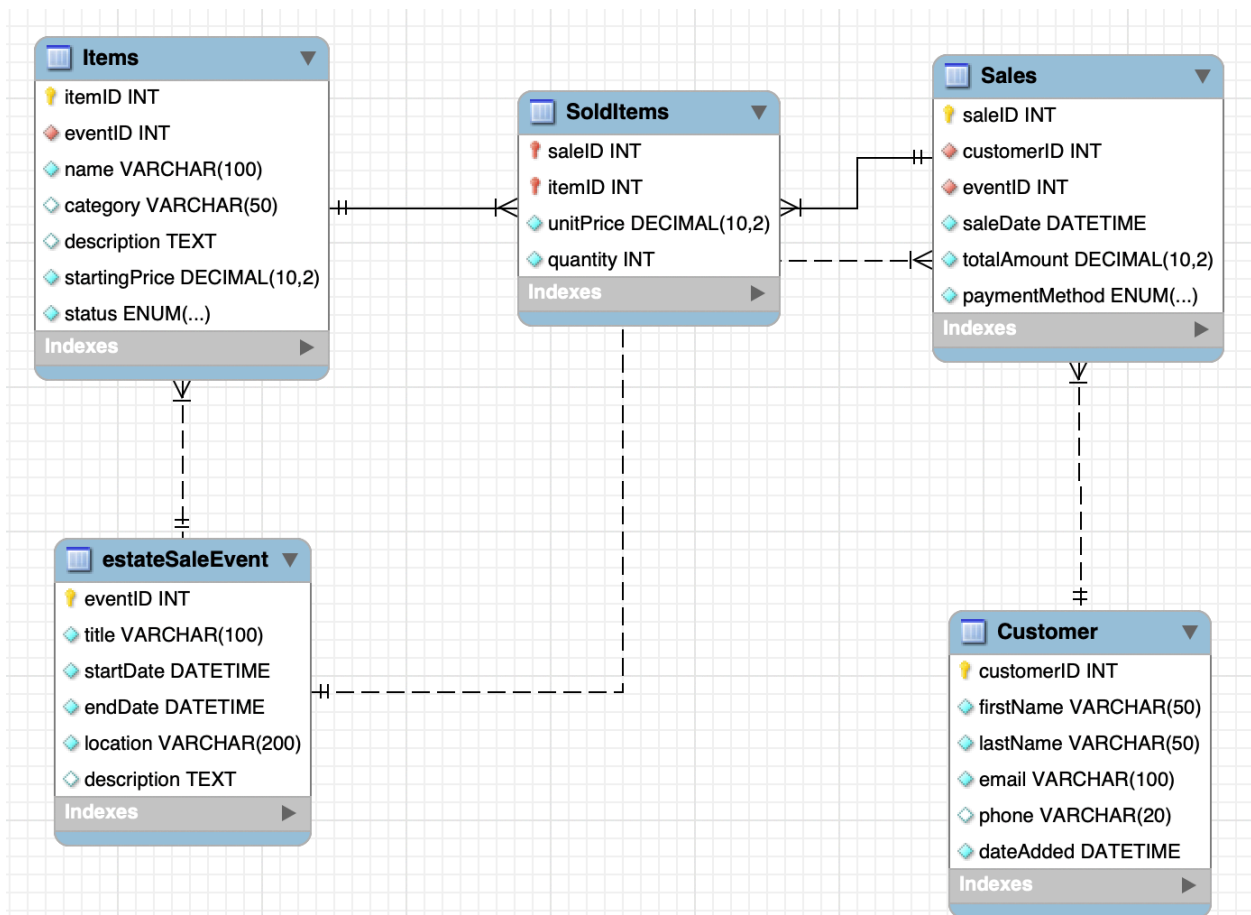 Items
itemID INT
eventID INT
name VARCHAR(100)
category VARCHAR(50)
description TEXT
startingPrice DECIMAL(10,2)
status ENUM(...)
Indexes
SoldItems
saleID INT
itemID INT
unitPrice DECIMAL(10,2)
quantity INT
Indexes
Sales
saleID INT
customerID INT
eventID INT
saleDate DATETIME
totalAmount DECIMAL(10,2)
paymentMethod ENUM(...)
Indexes
estateSaleEvent
eventID INT
title VARCHAR(100)
startDate DATETIME
endDate DATETIME
location VARCHAR(200)
description TEXT
Indexes
Customer
customerID INT
firstName VARCHAR(50)
lastName VARCHAR(50)
email VARCHAR(100)
phone VARCHAR(20)
dateAdded DATETIME
Indexes